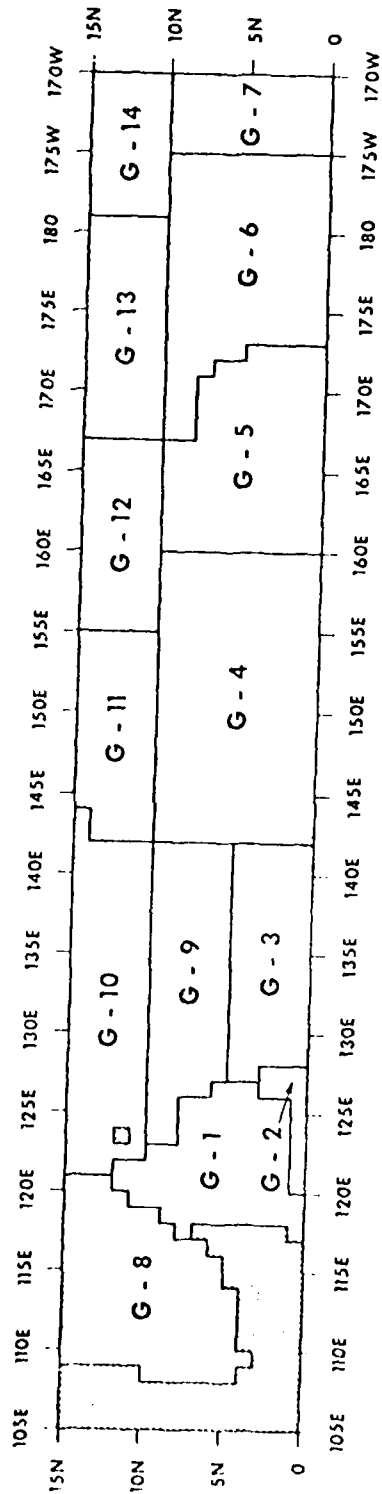 105E 110E 115E 120E 125E 130E 135E 140E 145E 150E 155E 160E 165E 170E 175E 180 175W 170W
15N 15N
G - 8 G - 10 G - 11 G - 12 G - 13 G - 14
10N 10N
G - 1 G - 9 G - 4 G - 5 G - 6 G - 7
5N 5N
G - 2 G - 3
0 0
105E 110E 115E 120E 125E 130E 135E 140E 145E 150E 155E 160E 165E 170E 175E 180 175W 170W